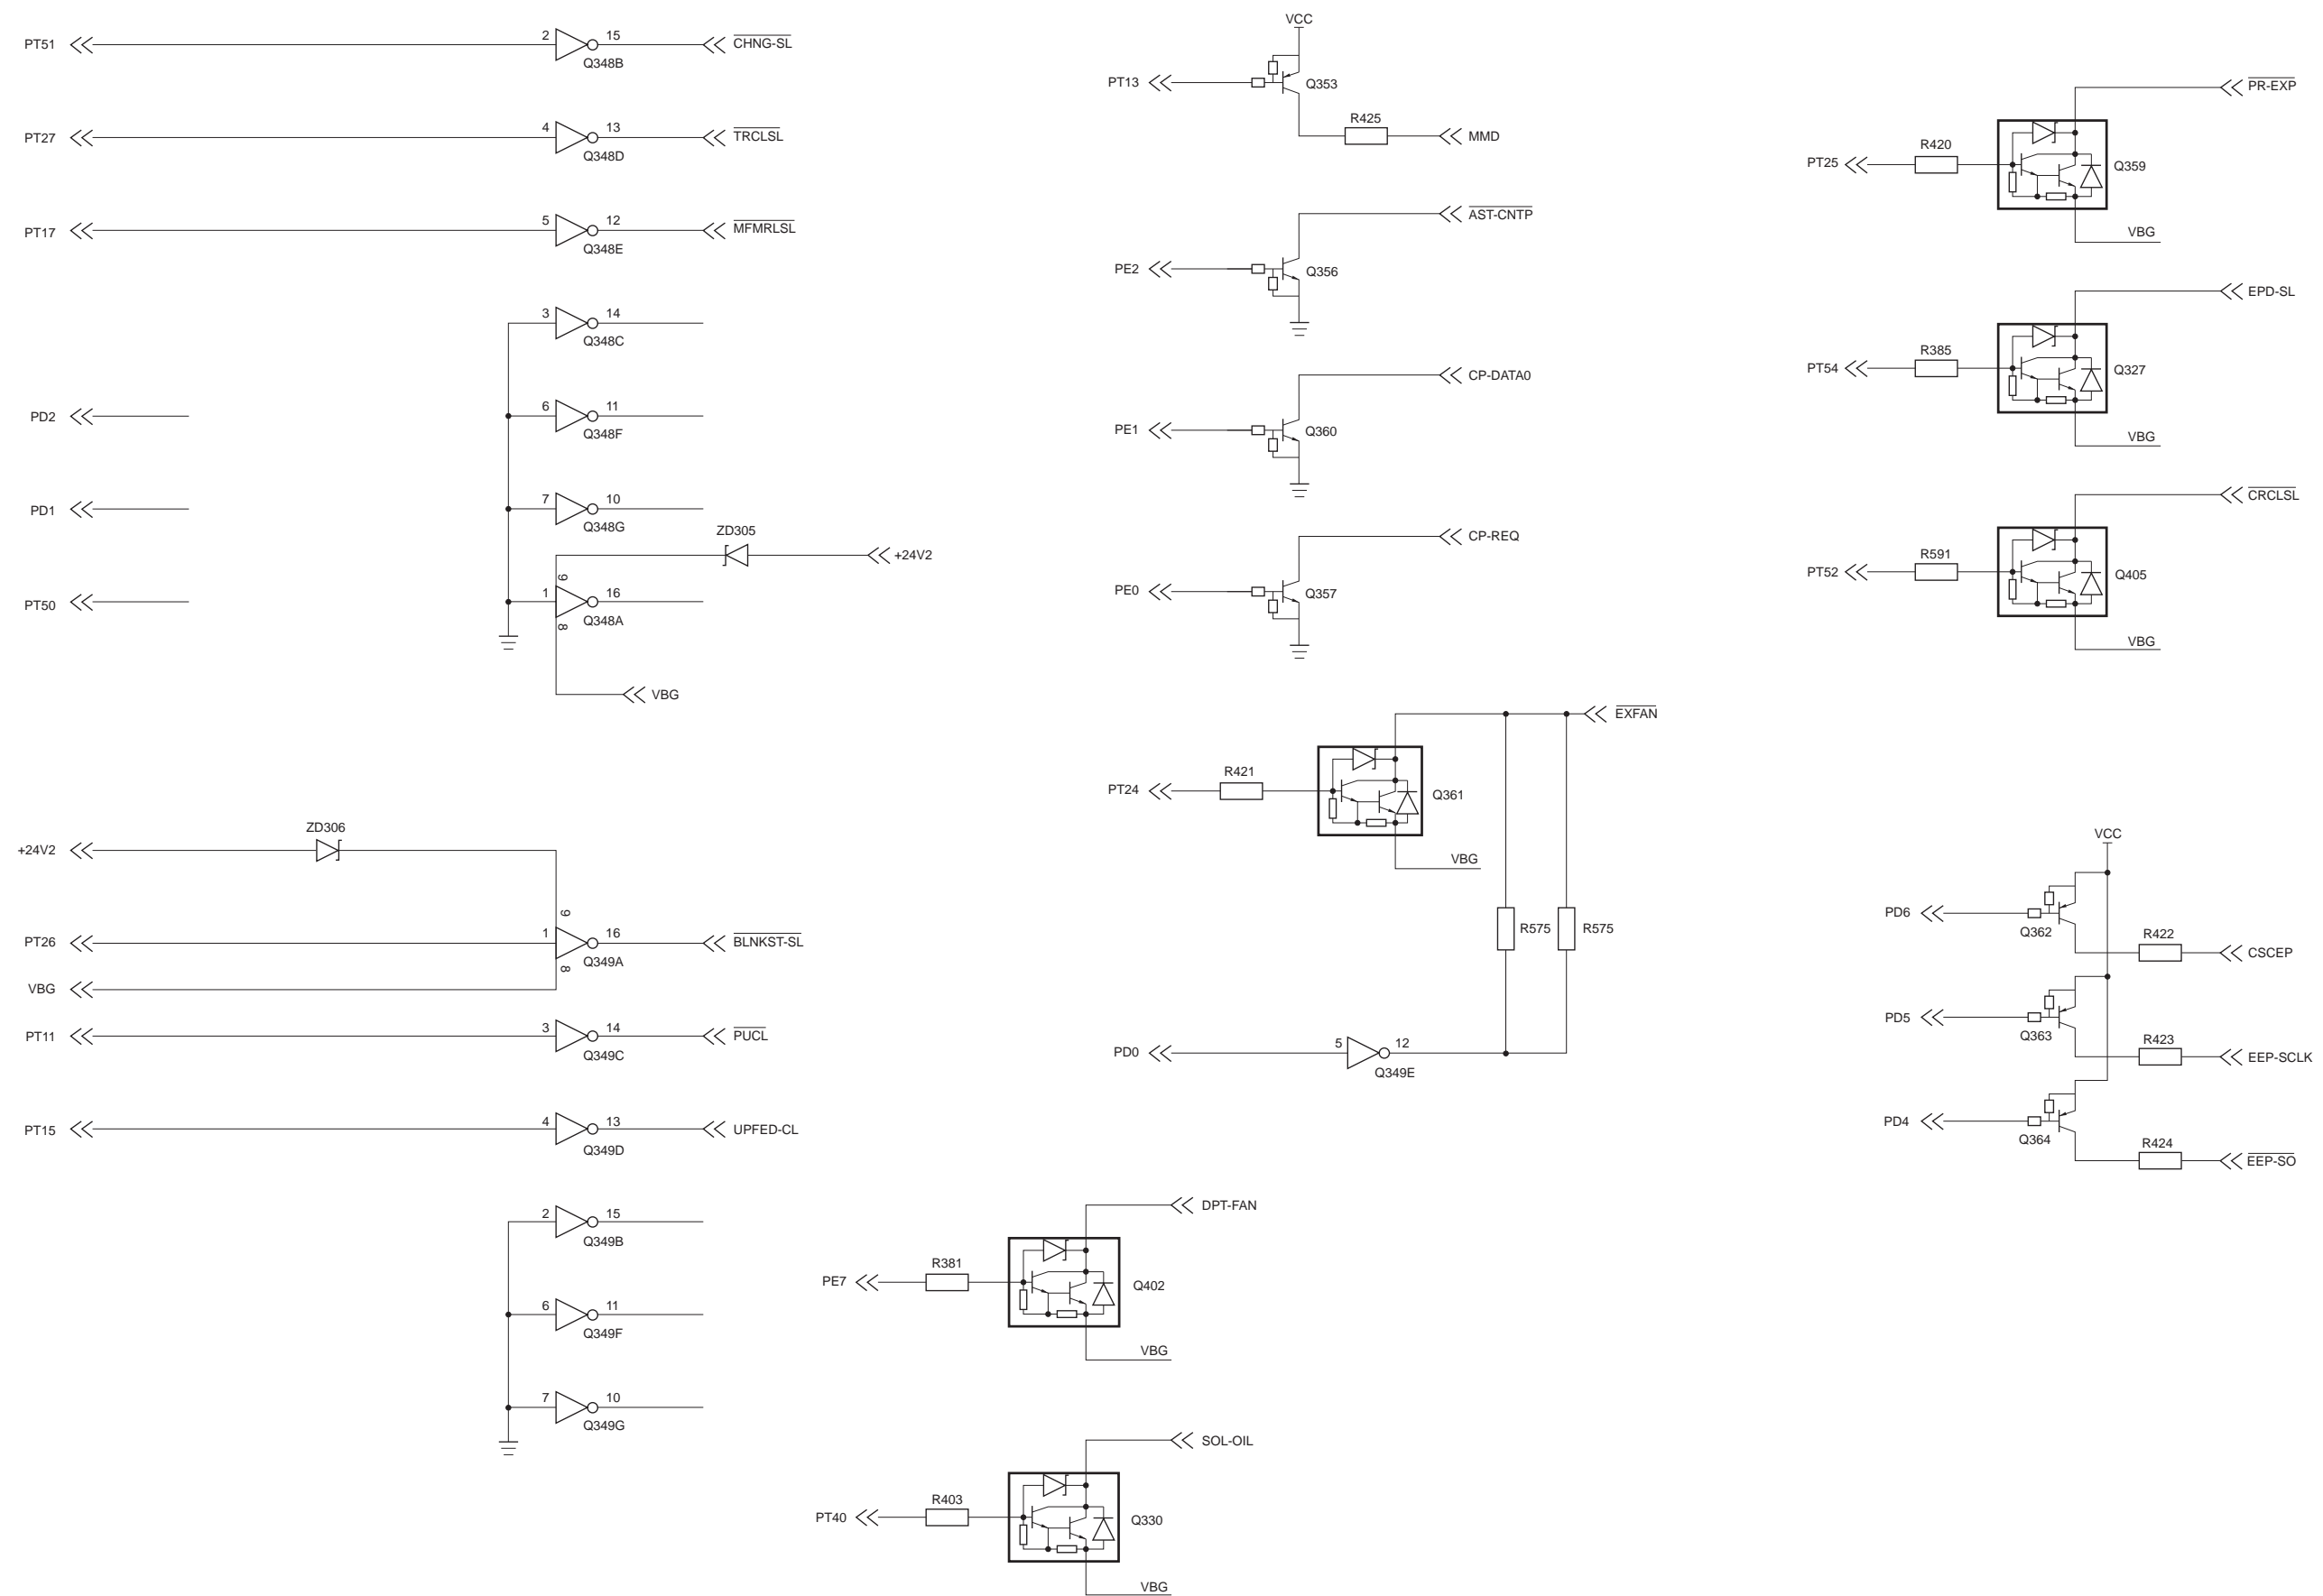 PT51 2 15 CHNG-SL
Q348B
PT27 4 13 TRCLSL
Q348D
PT17 5 12 MFMRLSL
Q348E
3 14
Q348C
PD2 6 11
Q348F
PD1 7 10
Q348G
ZD305
+24V2
9
PT50 1 16
Q348A
8
VBG
ZD306
+24V2
9
PT26 1 16 BLNKST-SL
Q349A
8
VBG
PT11 3 14 PUCL
Q349C
PT15 4 13 UPFED-CL
Q349D
2 15
Q349B
6 11
Q349F
7 10
Q349G
VCC
PT13 Q353
R425
MMD
AST-CNTP
PE2 Q356
CP-DATA0
PE1 Q360
CP-REQ
PE0 Q357
EXFAN
R421
PT24 Q361
VBG
R575 R575
PD0 5 12
Q349E
DPT-FAN
R381
PE7 Q402
VBG
SOL-OIL
R403
PT40 Q330
VBG
PR-EXP
R420
PT25 Q359
VBG
EPD-SL
R385
PT54 Q327
VBG
CRCLSL
R591
PT52 Q405
VBG
VCC
PD6
Q362
R422
CSCEP
PD5
Q363
R423
EEP-SCLK
PD4
Q364
R424
EEP-SO